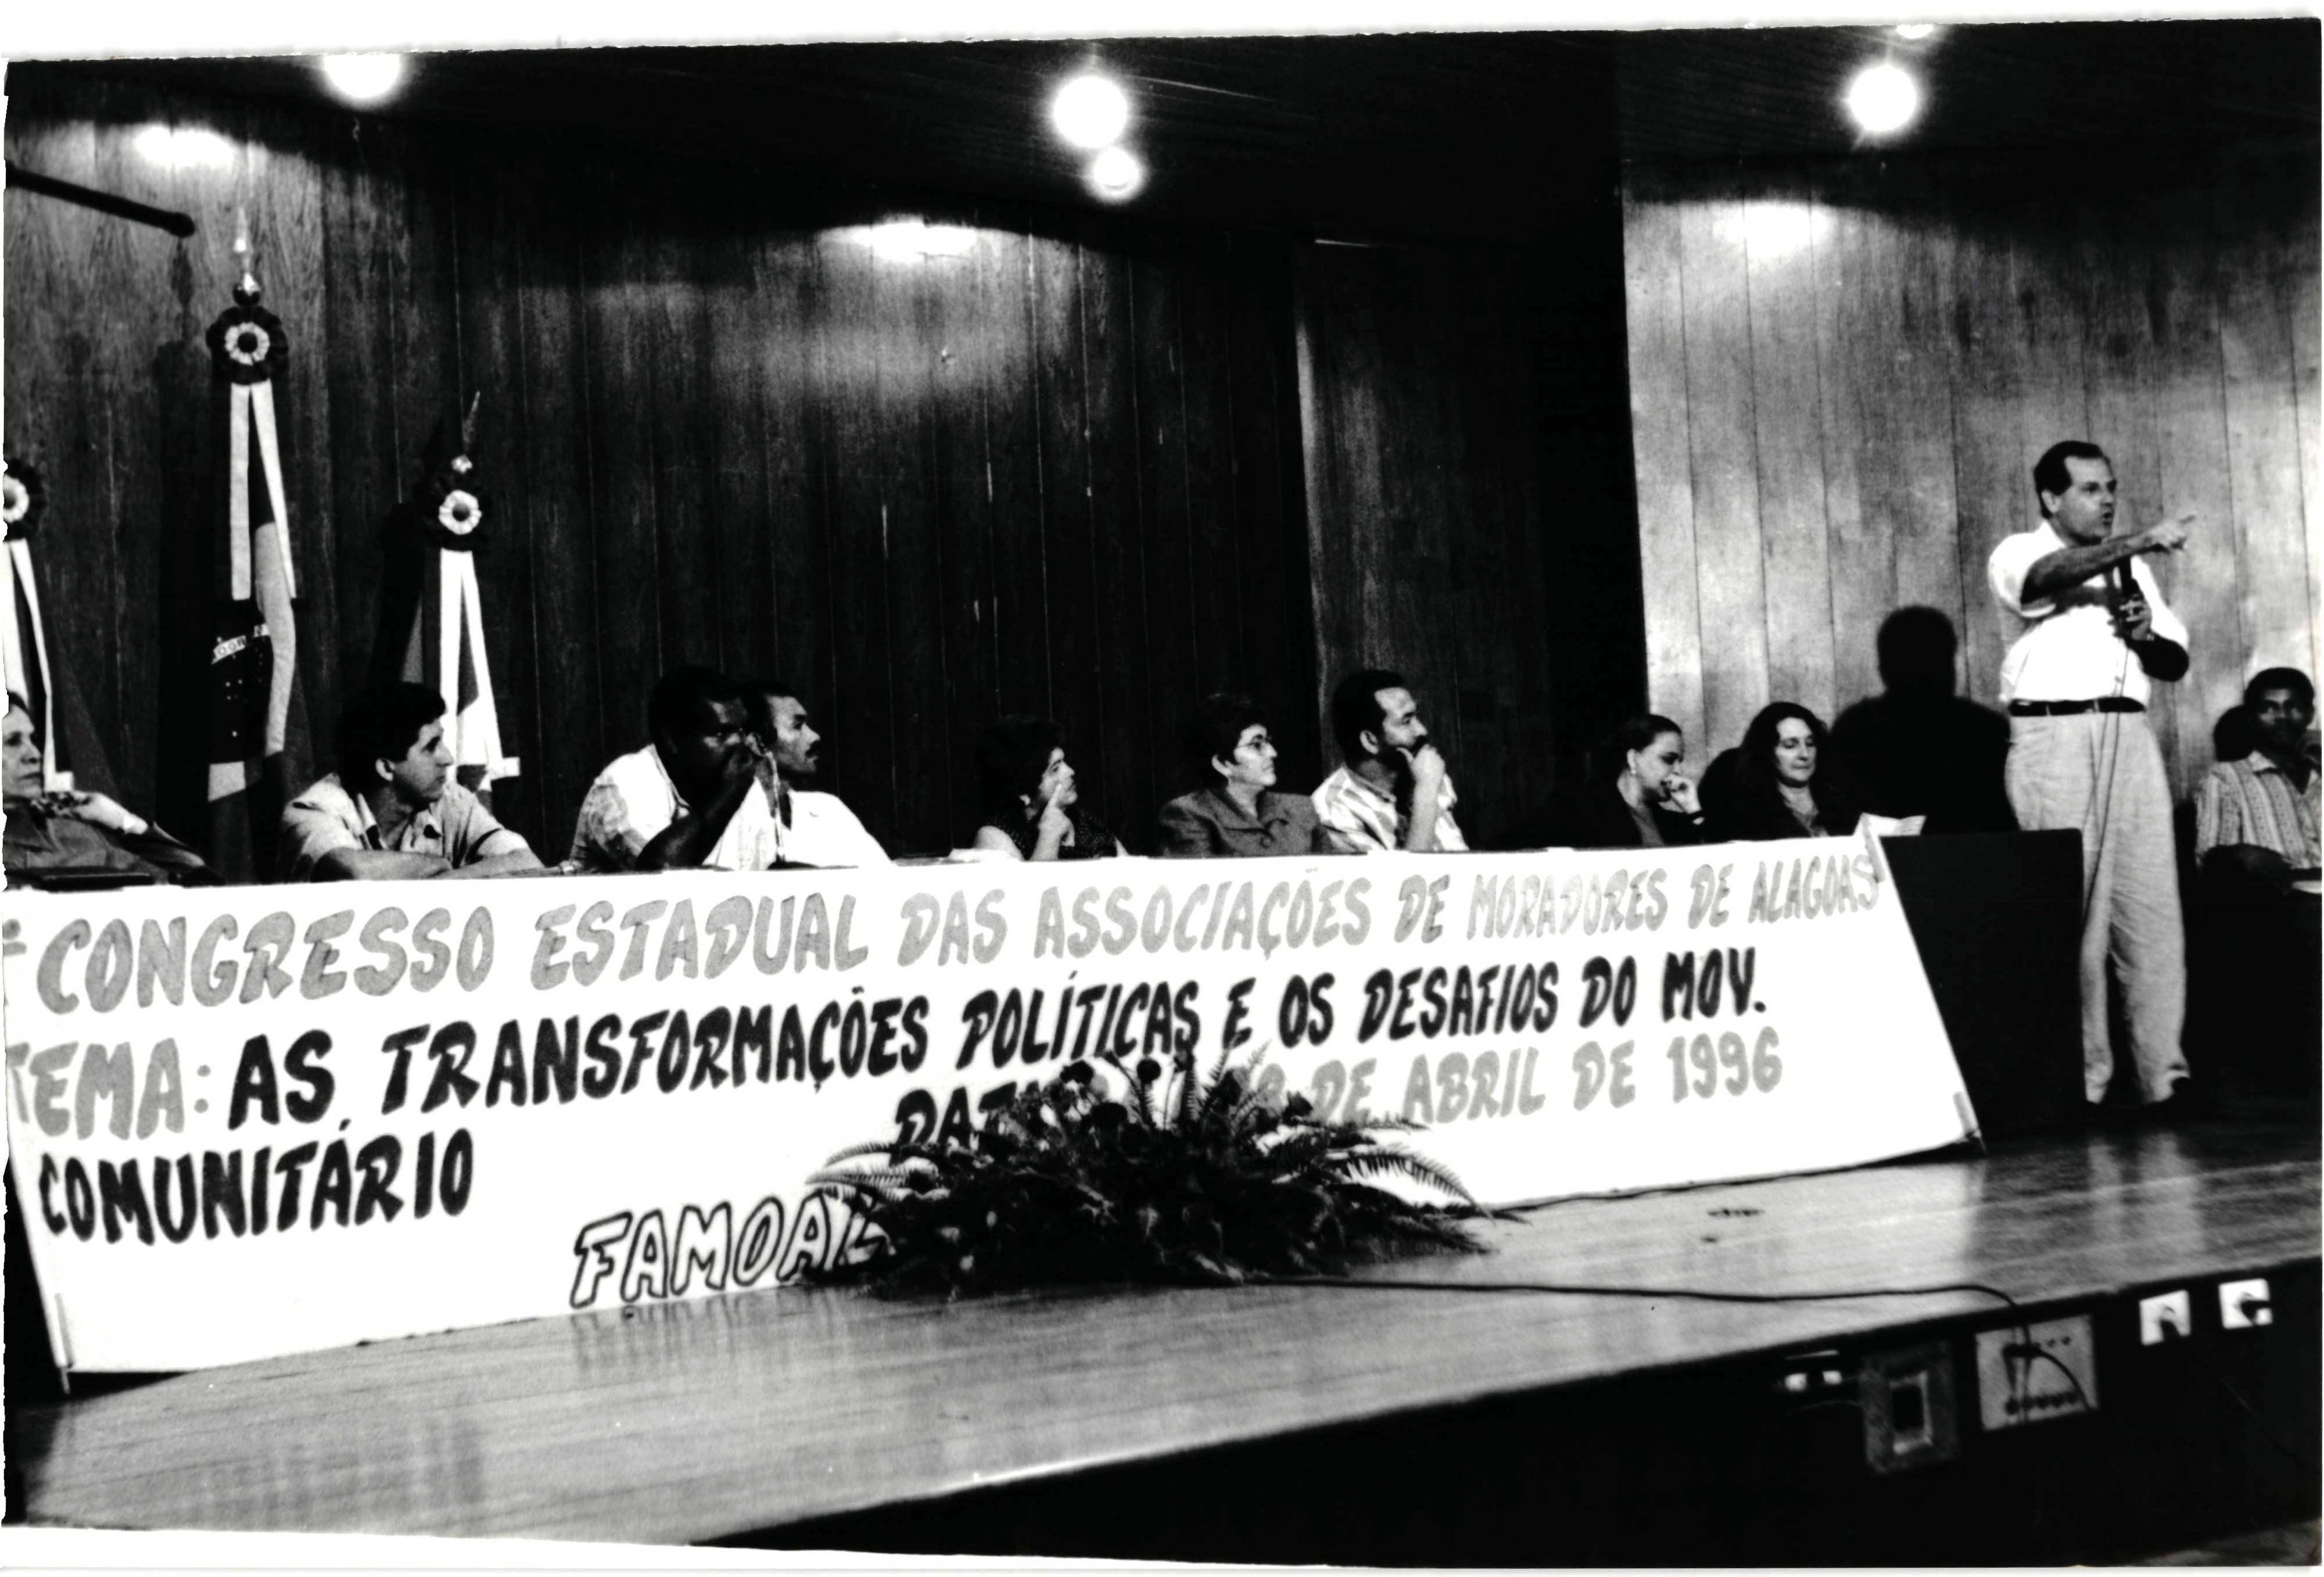 CONGRESSO ESTADUAL DAS ASSOCIAÇÕES DE MORADORES DE ALAGOAS
TEMA: AS TRANSFORMAÇÕES POLÍTICAS E OS DESAFIOS DO MOV.
COMUNITÁRIO
DE ABRIL DE 1996
FAMOAL